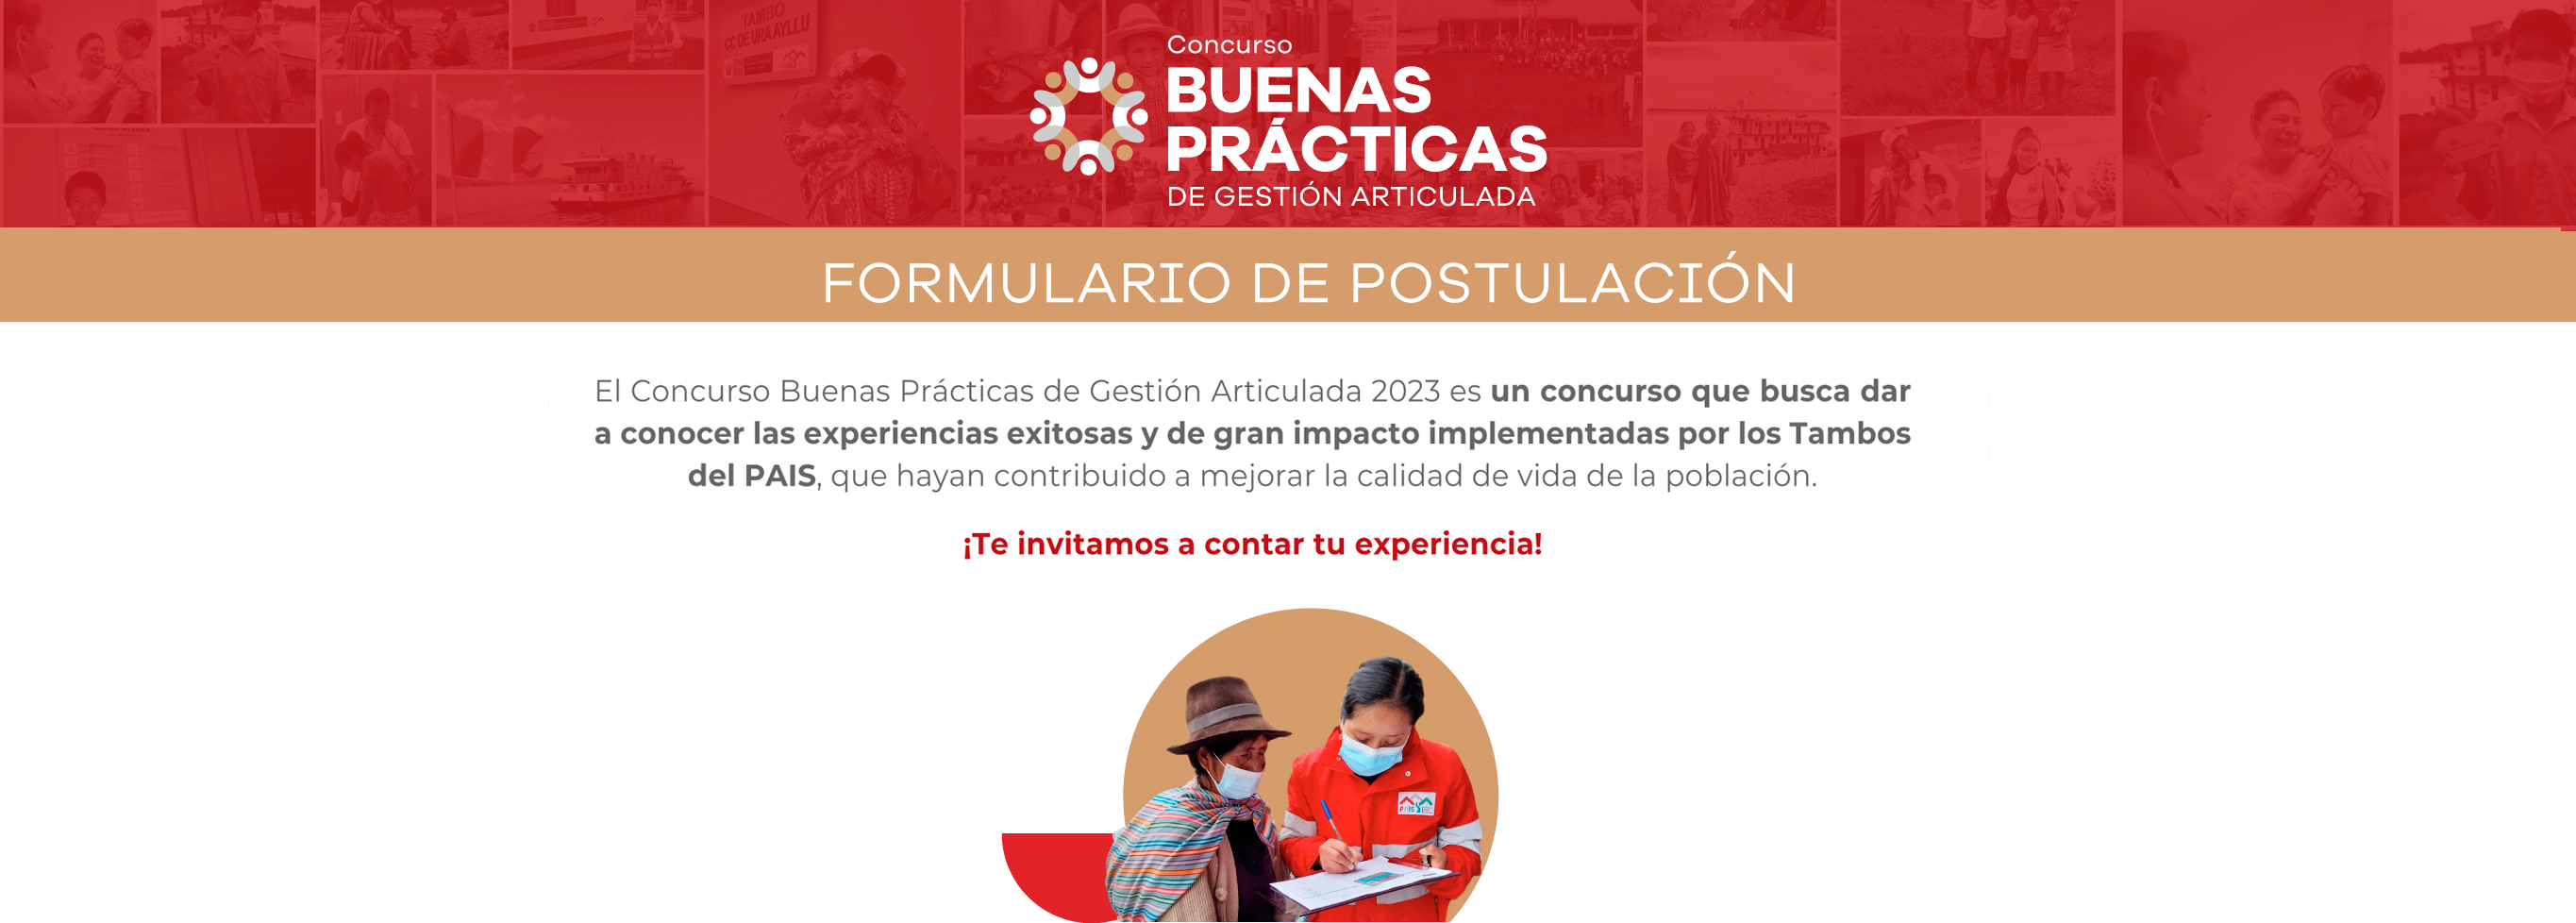 TAMBO
CC DE URA AYLLU
Concurso
BUENAS
PRÁCTICAS
DE GESTIÓN ARTICULADA
FORMULARIO DE POSTULACIÓN
El Concurso Buenas Prácticas de Gestión Articulada 2023 es un concurso que busca dar
a conocer las experiencias exitosas y de gran impacto implementadas por los Tambos
del PAIS, que hayan contribuido a mejorar la calidad de vida de la población.
¡Te invitamos a contar tu experiencia!
PAIS